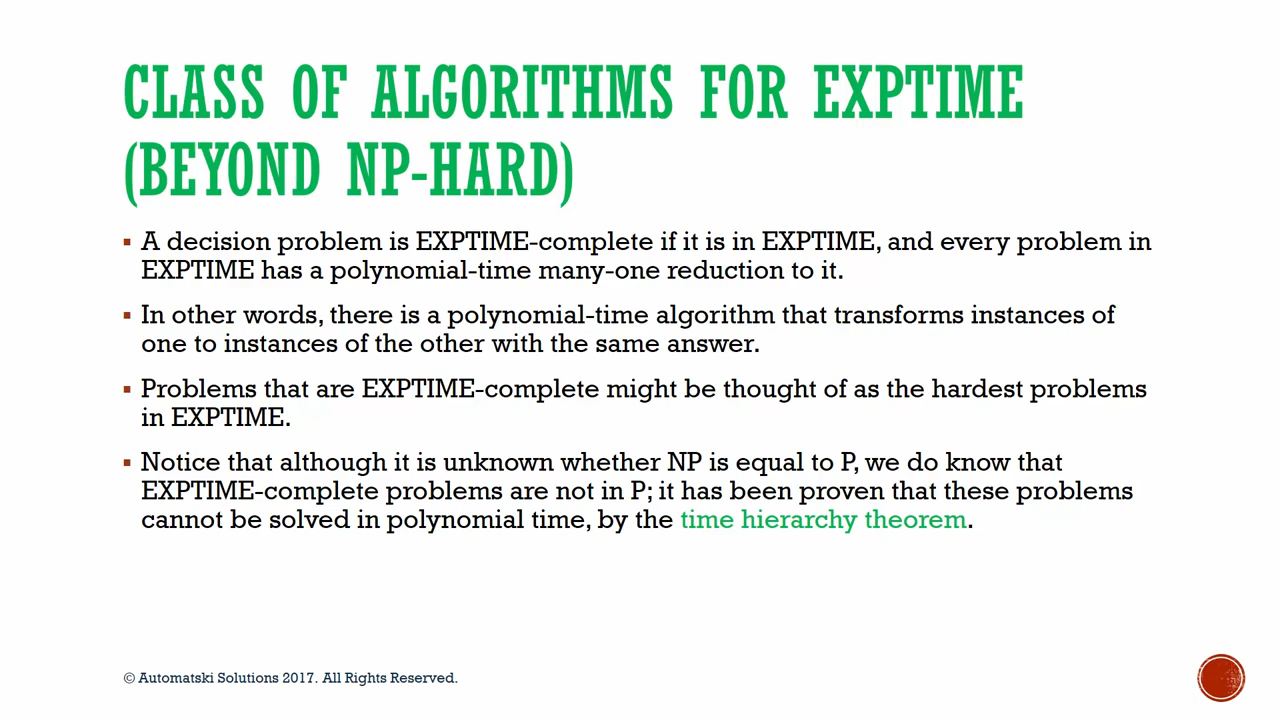 CLASS OF ALGORITHMS FOR EXPTIME
(BEYOND NP-HARD)
▪ A decision problem is EXPTIME-complete if it is in EXPTIME, and every problem in
EXPTIME has a polynomial-time many-one reduction to it.
▪ In other words, there is a polynomial-time algorithm that transforms instances of
one to instances of the other with the same answer.
▪ Problems that are EXPTIME-complete might be thought of as the hardest problems
in EXPTIME.
▪ Notice that although it is unknown whether NP is equal to P, we do know that
EXPTIME-complete problems are not in P; it has been proven that these problems
cannot be solved in polynomial time, by the time hierarchy theorem.
© Automatski Solutions 2017. All Rights Reserved.